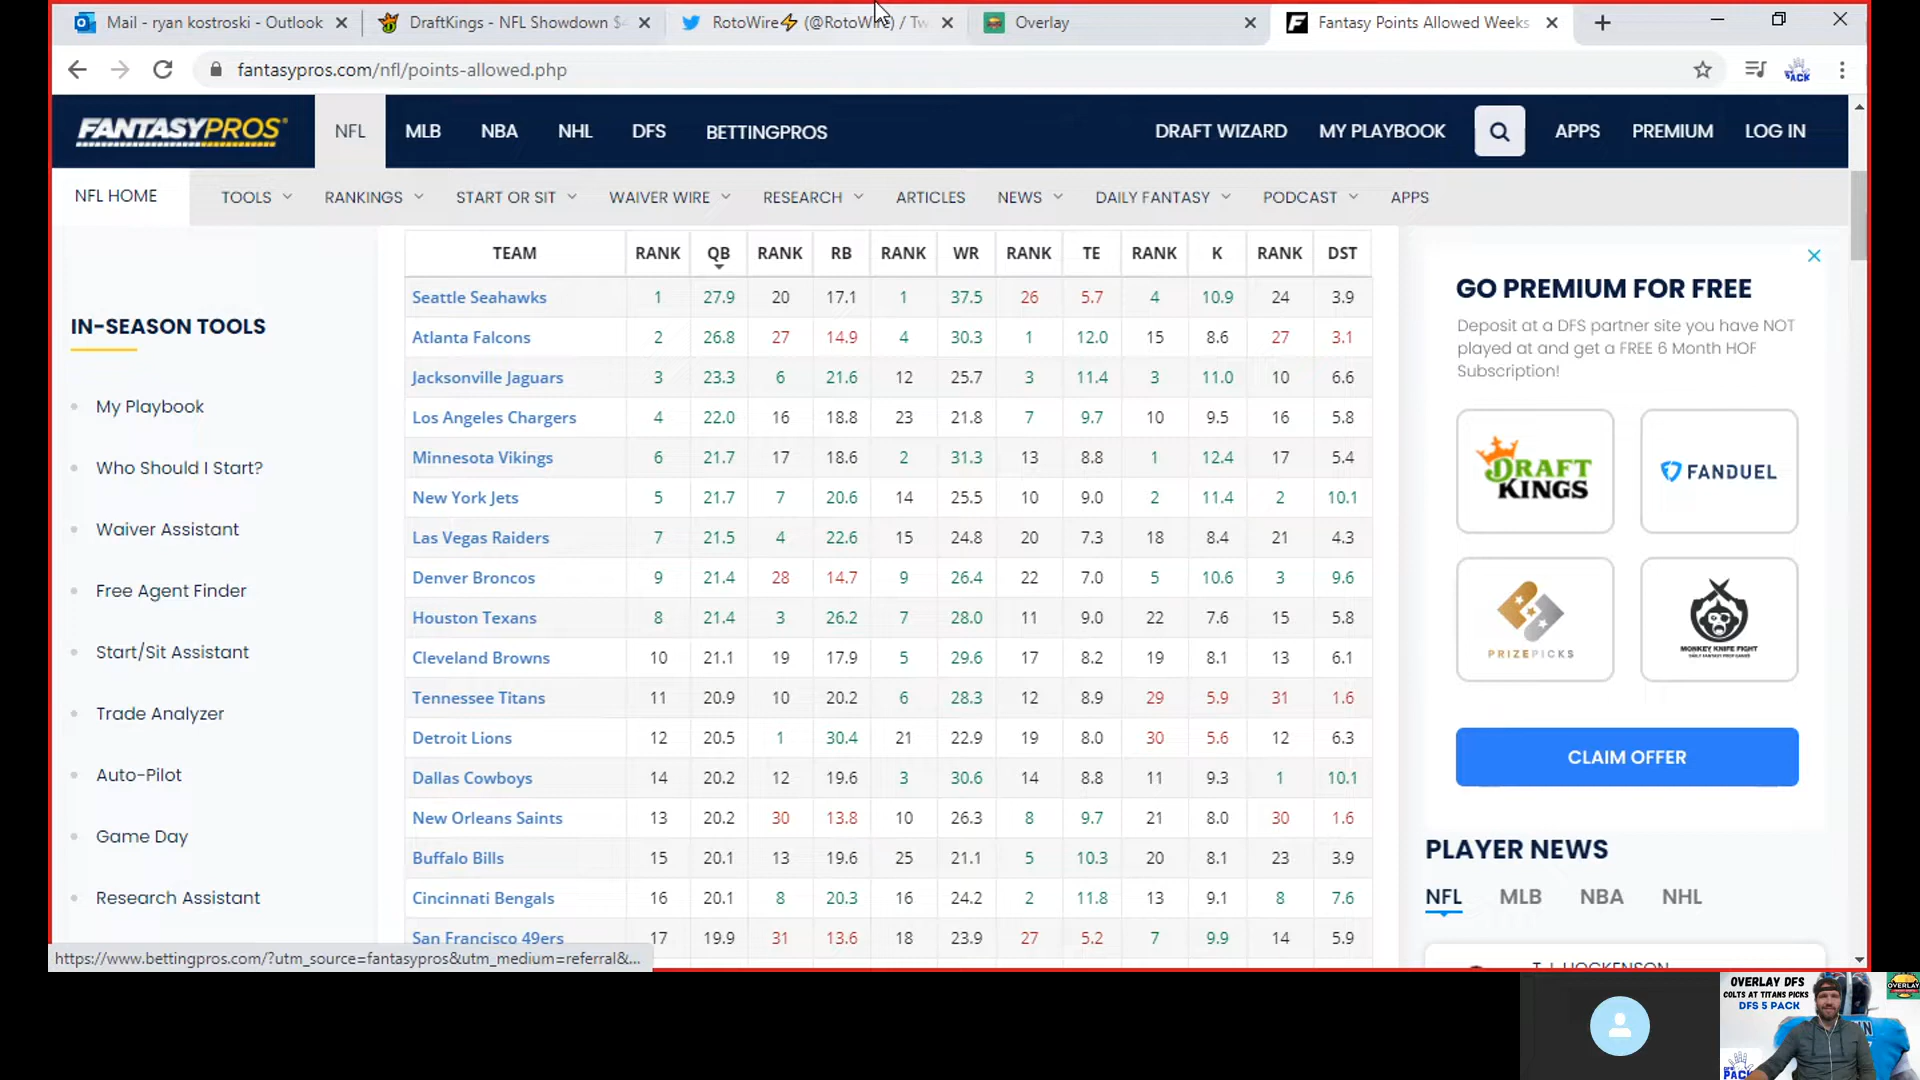 Mail - ryan kostroski - Outlook
DraftKings - NFL Showdown $4
RotoWire⚡ (@RotoWire) / Tw
Overlay
Fantasy Points Allowed Weeks
fantasypros.com/nfl/points-allowed.php
FANTASYPROS
NFL MLB NBA NHL DFS BETTINGPROS DRAFT WIZARD MY PLAYBOOK APPS PREMIUM LOG IN
NFL HOME TOOLS RANKINGS START OR SIT WAIVER WIRE RESEARCH ARTICLES NEWS DAILY FANTASY PODCAST APPS
IN-SEASON TOOLS
My Playbook
Who Should I Start?
Waiver Assistant
Free Agent Finder
Start/Sit Assistant
Trade Analyzer
Auto-Pilot
Game Day
Research Assistant
TEAM RANK QB RANK RB RANK WR RANK TE RANK K RANK DST
Seattle Seahawks 1 27.9 20 17.1 1 37.5 26 5.7 4 10.9 24 3.9
Atlanta Falcons 2 26.8 27 14.9 4 30.3 1 12.0 15 8.6 27 3.1
Jacksonville Jaguars 3 23.3 6 21.6 12 25.7 3 11.4 3 11.0 10 6.6
Los Angeles Chargers 4 22.0 16 18.8 23 21.8 7 9.7 10 9.5 16 5.8
Minnesota Vikings 6 21.7 17 18.6 2 31.3 13 8.8 1 12.4 17 5.4
New York Jets 5 21.7 7 20.6 14 25.5 10 9.0 2 11.4 2 10.1
Las Vegas Raiders 7 21.5 4 22.6 15 24.8 20 7.3 18 8.4 21 4.3
Denver Broncos 9 21.4 28 14.7 9 26.4 22 7.0 5 10.6 3 9.6
Houston Texans 8 21.4 3 26.2 7 28.0 11 9.0 22 7.6 15 5.8
Cleveland Browns 10 21.1 19 17.9 5 29.6 17 8.2 19 8.1 13 6.1
Tennessee Titans 11 20.9 10 20.2 6 28.3 12 8.9 29 5.9 31 1.6
Detroit Lions 12 20.5 1 30.4 21 22.9 19 8.0 30 5.6 12 6.3
Dallas Cowboys 14 20.2 12 19.6 3 30.6 14 8.8 11 9.3 1 10.1
New Orleans Saints 13 20.2 30 13.8 10 26.3 8 9.7 21 8.0 30 1.6
Buffalo Bills 15 20.1 13 19.6 25 21.1 5 10.3 20 8.1 23 3.9
Cincinnati Bengals 16 20.1 8 20.3 16 24.2 2 11.8 13 9.1 8 7.6
San Francisco 49ers 17 19.9 31 13.6 18 23.9 27 5.2 7 9.9 14 5.9
GO PREMIUM FOR FREE
Deposit at a DFS partner site you have NOT
played at and get a FREE 6 Month HOF
Subscription!
DRAFT
KINGS
FANDUEL
PRIZEPICKS
MONKEY KNIFE FIGHT
CLAIM OFFER
PLAYER NEWS
NFL MLB NBA NHL
T.J. HOCKENSON
https://www.bettingpros.com/?utm_source=fantasypros&utm_medium=referral&...
OVERLAY DFS
COLTS AT TITANS PICKS
DFS 5 PACK
OVERLAY
PACK